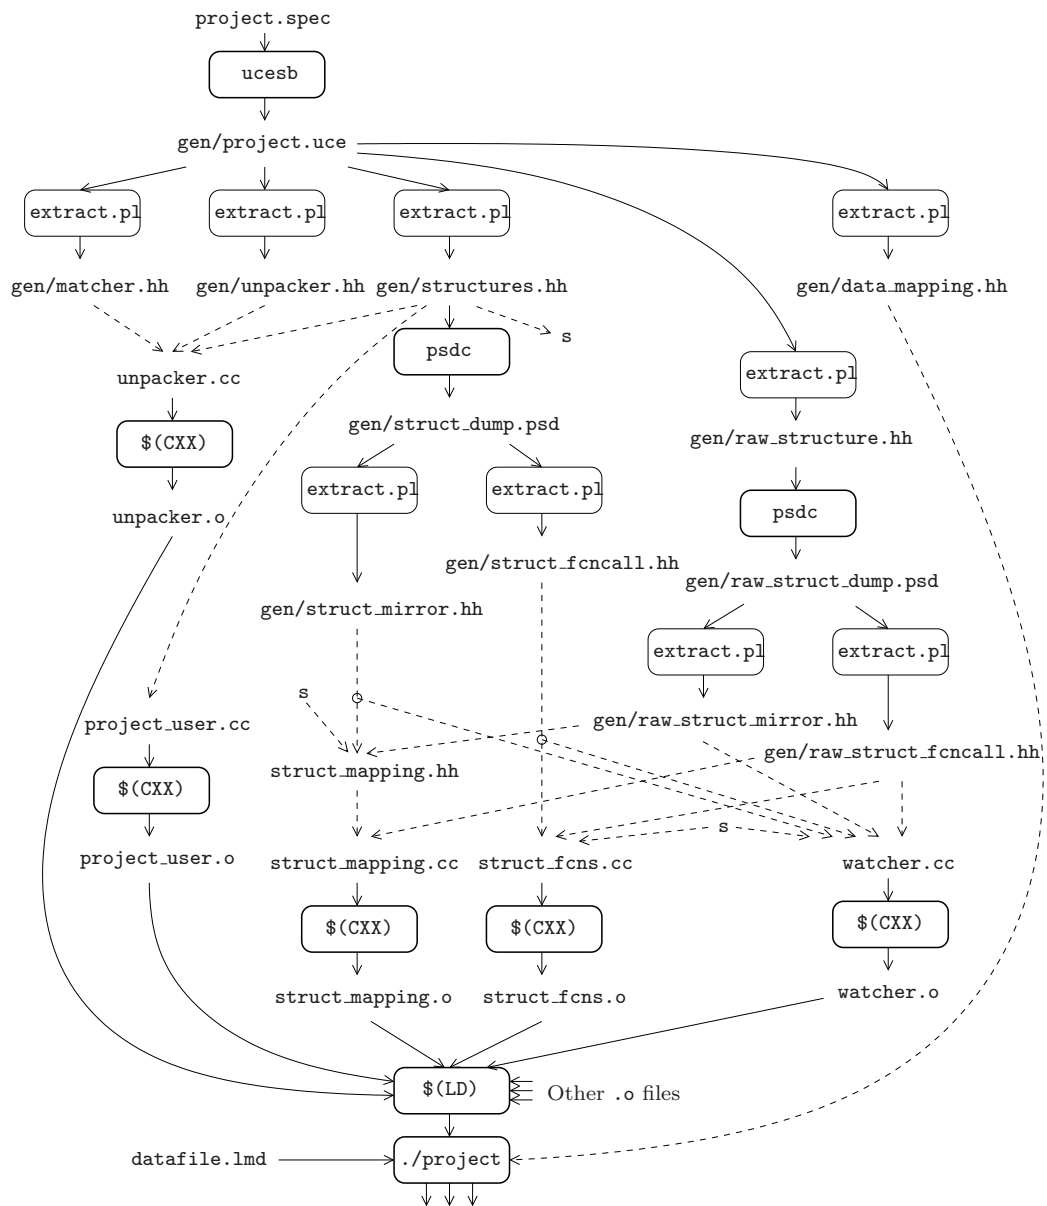 project.spec
ucesb
gen/project.uce
extract.pl
extract.pl
extract.pl
extract.pl
gen/matcher.hh
gen/unpacker.hh
gen/structures.hh
gen/data_mapping.hh
s
psdc
extract.pl
unpacker.cc
gen/struct_dump.psd
gen/raw_structure.hh
$(CXX)
extract.pl
extract.pl
psdc
unpacker.o
gen/struct_fcncall.hh
gen/raw_struct_dump.psd
gen/struct_mirror.hh
extract.pl
extract.pl
s
project_user.cc
gen/raw_struct_mirror.hh
gen/raw_struct_fcncall.hh
struct_mapping.hh
$(CXX)
s
project_user.o
struct_mapping.cc
struct_fcns.cc
watcher.cc
$(CXX)
$(CXX)
$(CXX)
struct_mapping.o
struct_fcns.o
watcher.o
$(LD)
Other .o files
datafile.lmd
./project